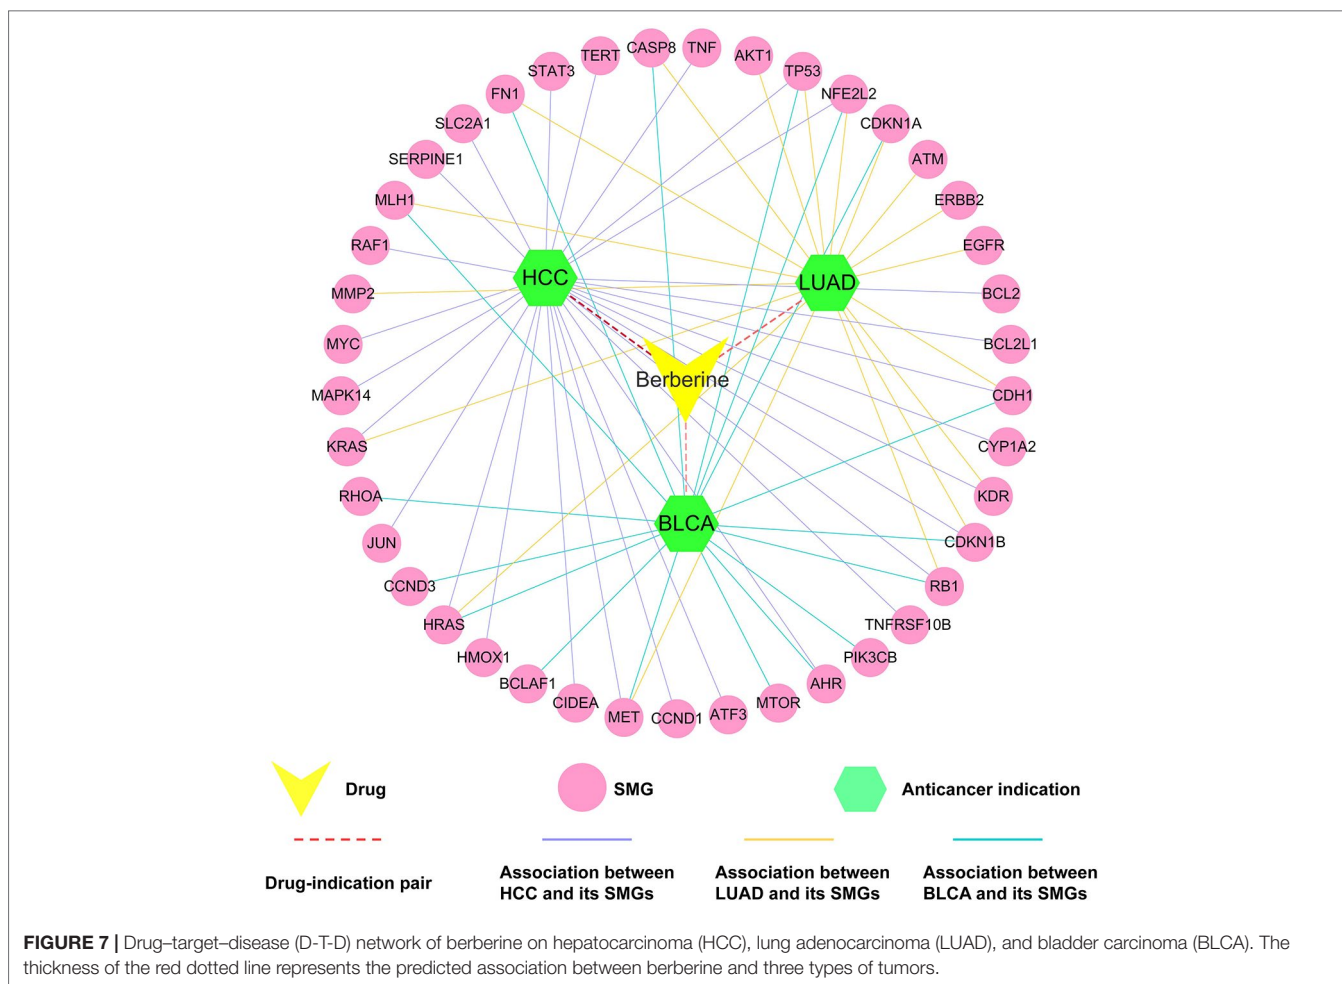 TERT
CASP8
TNF
AKT1
STAT3
TP53
FN1
NFE2L2
SLC2A1
CDKN1A
SERPINE1
ATM
MLH1
ERBB2
RAF1
EGFR
HCC
LUAD
MMP2
BCL2
MYC
BCL2L1
Berberine
MAPK14
CDH1
KRAS
CYP1A2
RHOA
KDR
BLCA
JUN
CDKN1B
CCND3
RB1
HRAS
TNFRSF10B
HMOX1
PIK3CB
BCLAF1
AHR
CIDEA
MTOR
MET
CCND1
ATF3
Drug
SMG
Anticancer indication
Drug-indication pair
Association between
HCC and its SMGs
Association between
LUAD and its SMGs
Association between
BLCA and its SMGs
FIGURE 7 | Drug–target–disease (D-T-D) network of berberine on hepatocarcinoma (HCC), lung adenocarcinoma (LUAD), and bladder carcinoma (BLCA). The
thickness of the red dotted line represents the predicted association between berberine and three types of tumors.